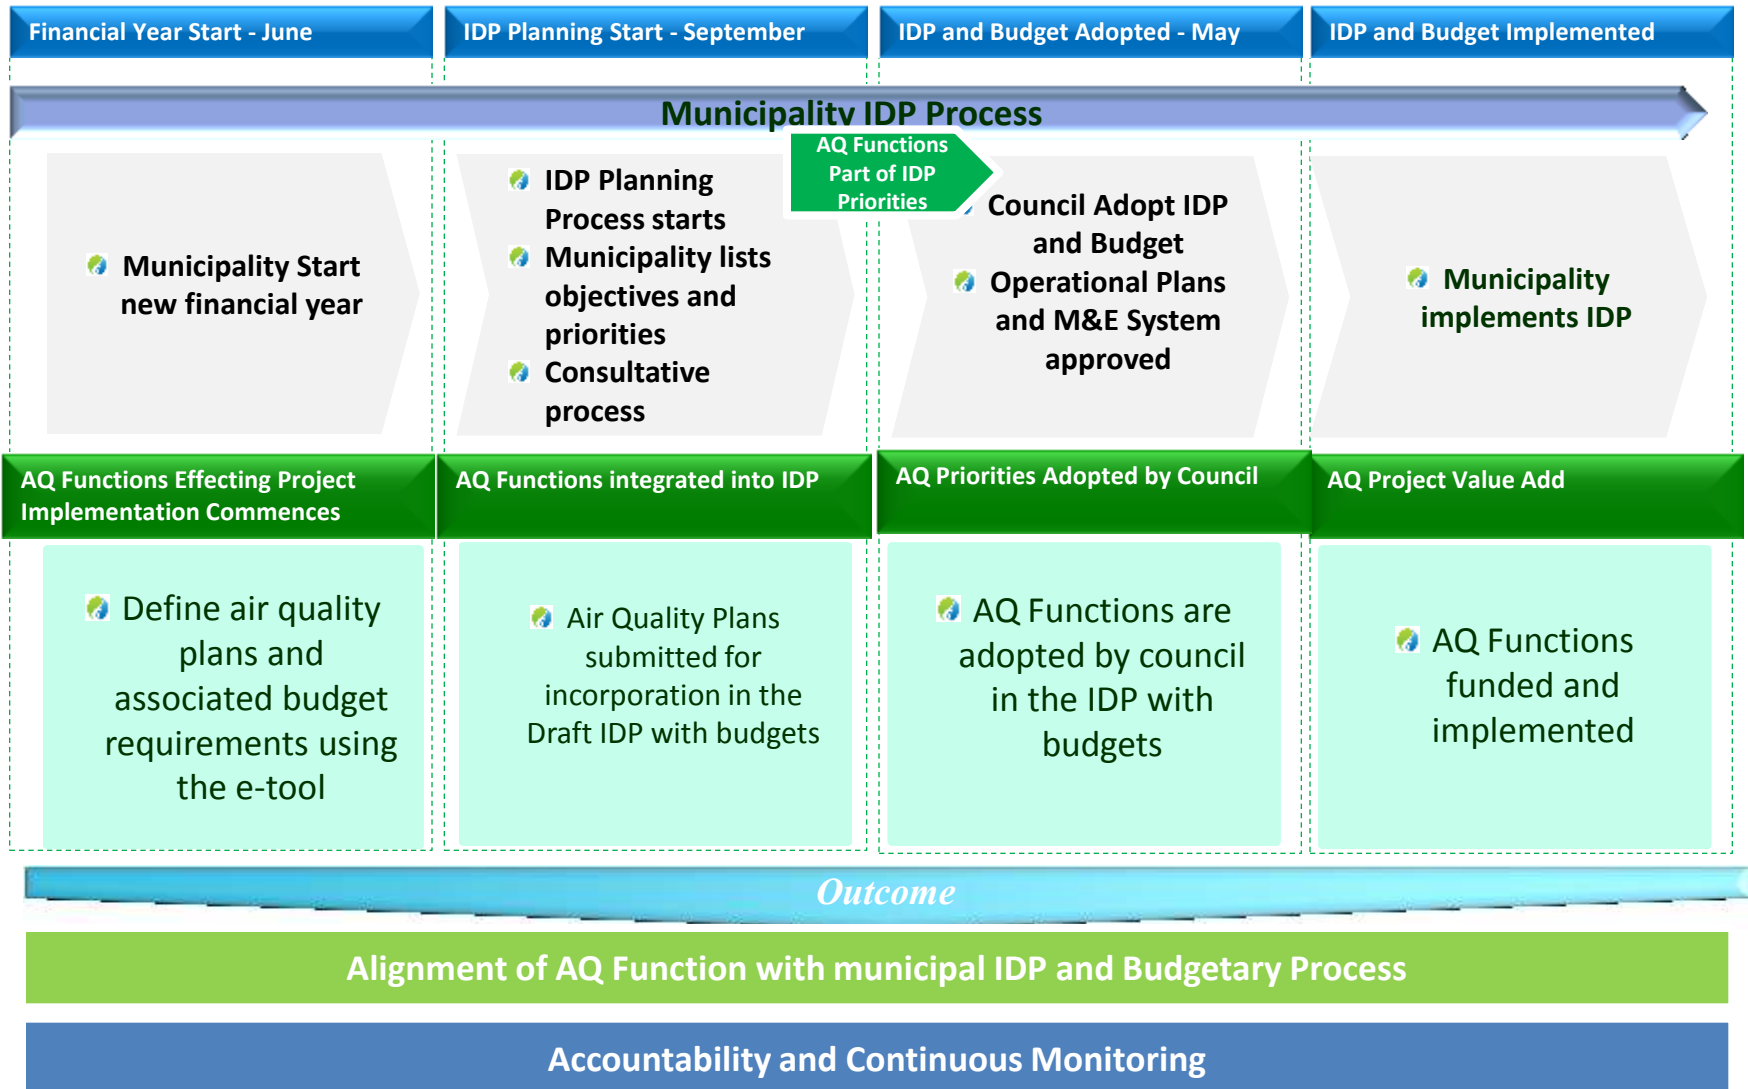 Financial Year Start - June
IDP Planning Start - September
IDP and Budget Adopted - May
IDP and Budget Implemented
Municipality IDP Process
AQ Functions
Part of IDP
Priorities
Municipality Start
new financial year
IDP Planning
Process starts
Municipality lists
objectives and
priorities
Consultative
process
Council Adopt IDP
and Budget
Operational Plans
and M&E System
approved
Municipality
implements IDP
AQ Functions Effecting Project
Implementation Commences
AQ Functions integrated into IDP
AQ Priorities Adopted by Council
AQ Project Value Add
Define air quality
plans and
associated budget
requirements using
the e-tool
Air Quality Plans
submitted for
incorporation in the
Draft IDP with budgets
AQ Functions are
adopted by council
in the IDP with
budgets
AQ Functions
funded and
implemented
Outcome
Alignment of AQ Function with municipal IDP and Budgetary Process
Accountability and Continuous Monitoring